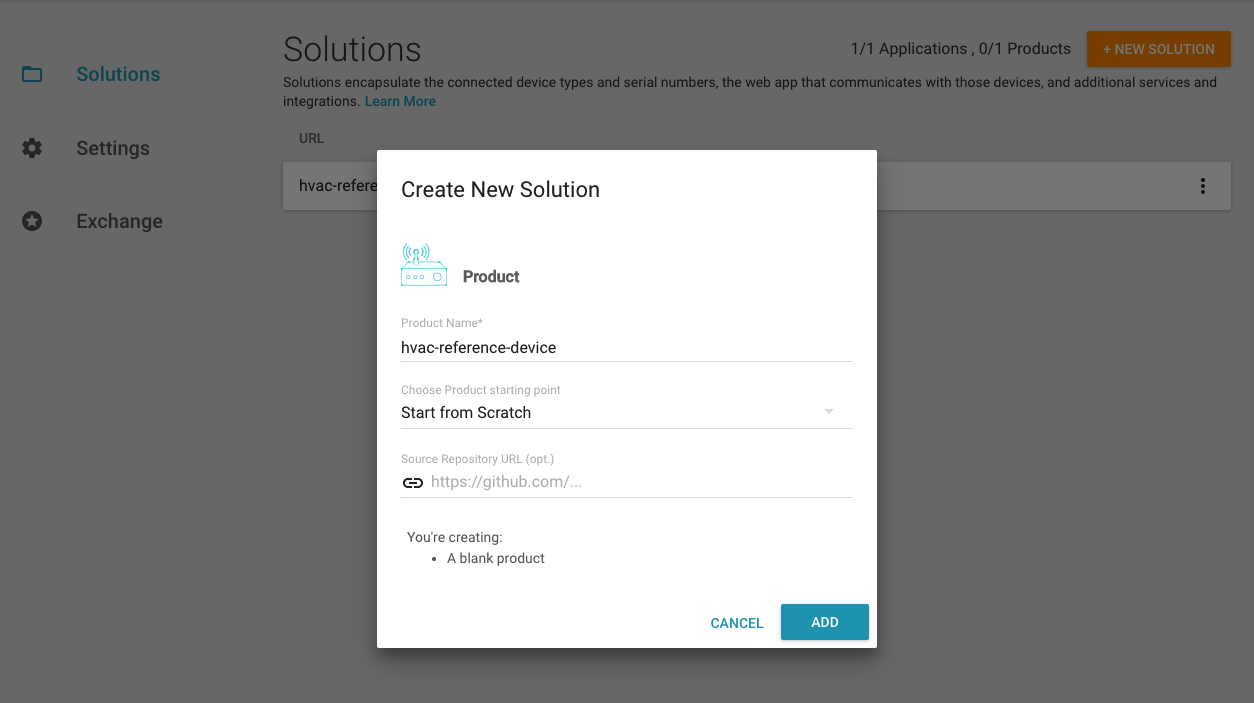 Solutions
Settings
Exchange
Solutions
1/1 Applications , 0/1 Products
+ NEW SOLUTION
Solutions encapsulate the connected device types and serial numbers, the web app that communicates with those devices, and additional services and
integrations. Learn More
URL
hvac-refere
Create New Solution
Product
Product Name*
hvac-reference-device
Choose Product starting point
Start from Scratch
Source Repository URL (opt.)
https://github.com/...
You're creating:
• A blank product
CANCEL
ADD